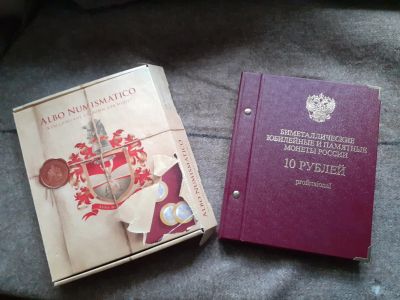 ALBO NUMISMATICO
ALBO NUMISMATICO
БИМЕТАЛЛИЧЕСКИЕ
ЮБИЛЕЙНЫЕ И ПАМЯТНЫЕ
МОНЕТЫ РОССИИ
10 РУБЛЕЙ
professional